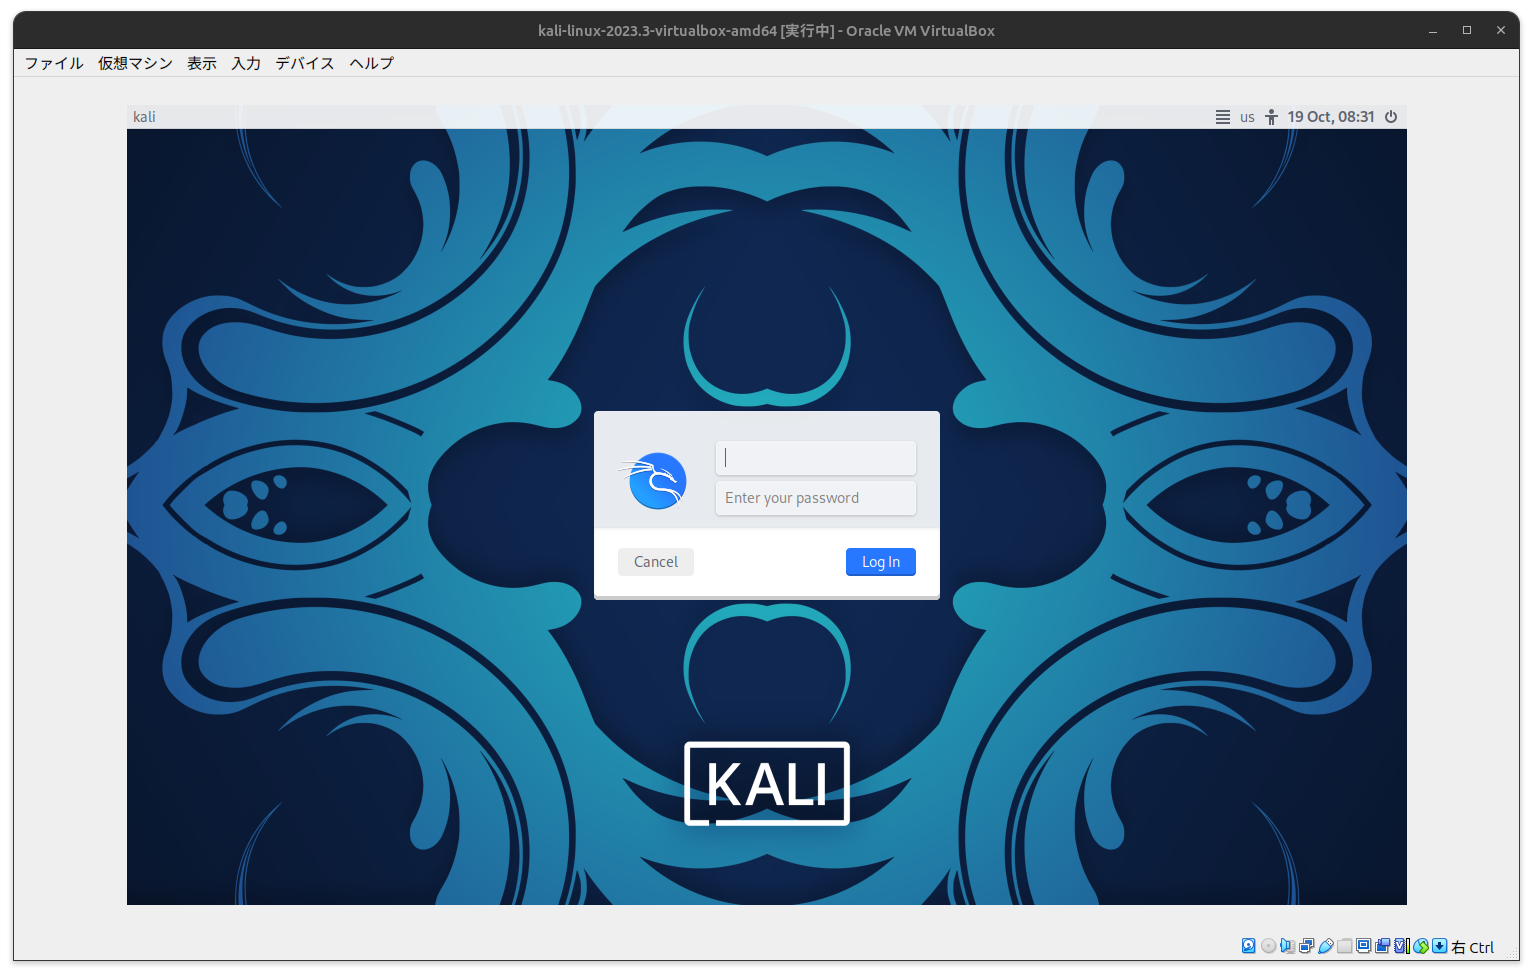 kali-linux-2023.3-virtualbox-amd64 [実行中] - Oracle VM VirtualBox
ファイル 仮想マシン 表示 入力 デバイス ヘルプ
kali us 19 Oct, 08:31
Enter your password
Cancel Log In
KALI
右 Ctrl